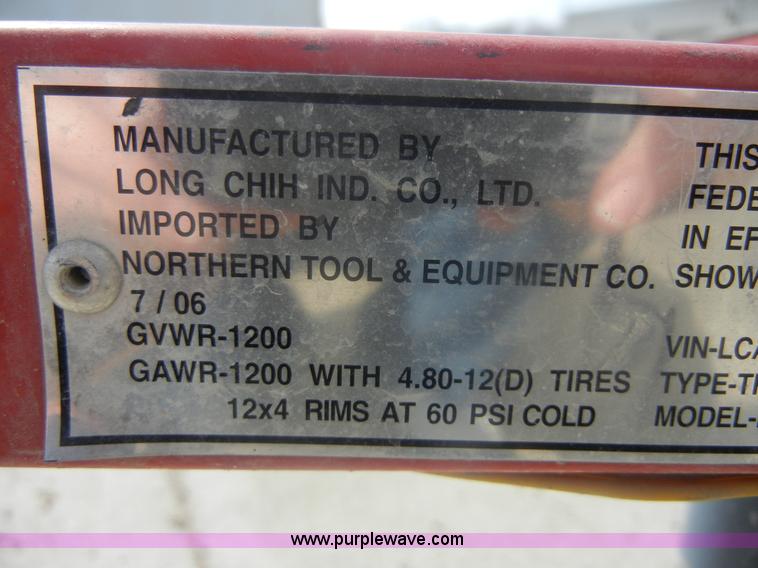 MANUFACTURED BY
LONG CHIH IND. CO., LTD.
IMPORTED BY
NORTHERN TOOL & EQUIPMENT CO.
7 / 06
GVWR-1200
GAWR-1200 WITH 4.80-12(D) TIRES
12x4 RIMS AT 60 PSI COLD
THIS
FEDE
IN EF
SHOW
VIN-LCA
TYPE-TR
MODEL-
www.purplewave.com